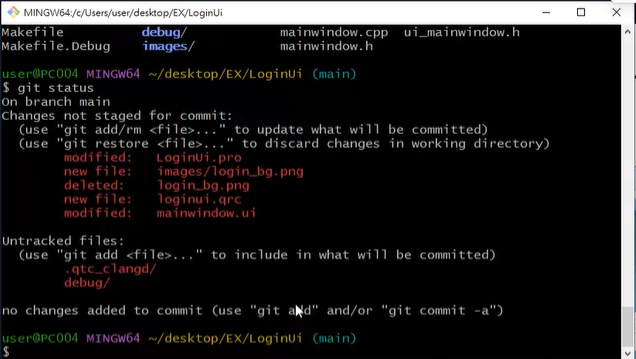 MINGW64:/c/Users/user/desktop/EX/LoginUi
Makefile debug/ mainwindow.cpp ui_mainwindow.h
Makefile.Debug images/ mainwindow.h
user@PC004 MINGW64 ~/desktop/EX/LoginUi (main)
$ git status
On branch main
Changes not staged for commit:
(use "git add/rm <file>..." to update what will be committed)
(use "git restore <file>..." to discard changes in working directory)
modified: LoginUi.pro
new file: images/login_bg.png
deleted: login_bg.png
new file: loginui.qrc
modified: mainwindow.ui
Untracked files:
(use "git add <file>..." to include in what will be committed)
.qtc_clangd/
debug/
no changes added to commit (use "git add" and/or "git commit -a")
user@PC004 MINGW64 ~/desktop/EX/LoginUi (main)
$